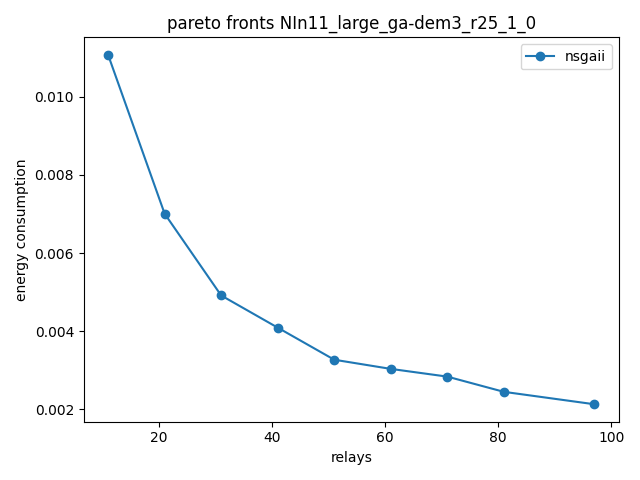 pareto fronts NIn11_large_ga-dem3_r25_1_0
nsgaii
energy consumption
0.010
0.008
0.006
0.004
0.002
20 40 60 80 100
relays